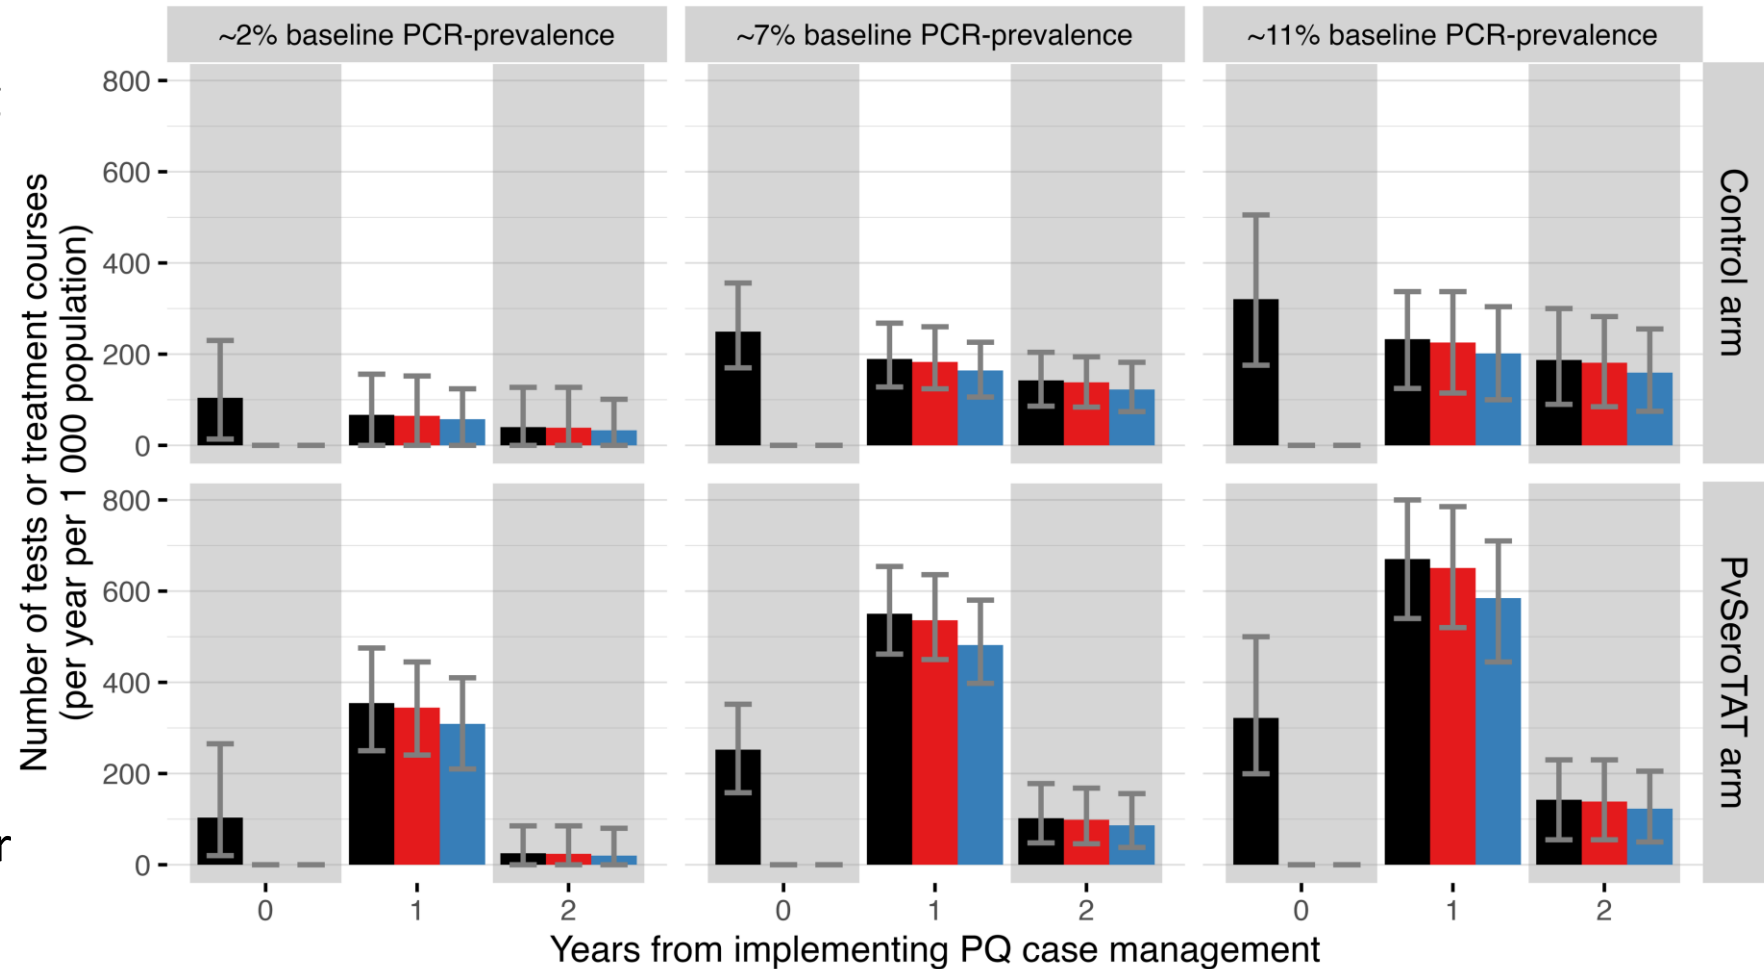 ~2% baseline PCR-prevalence
~7% baseline PCR-prevalence
~11% baseline PCR-prevalence
Number of tests or treatment courses
(per year per 1 000 population)
800
600
400
200
0
Control arm
800
600
400
200
0
PvSeroTAT arm
0
1
2
0
1
2
0
1
2
Years from implementing PQ case management
r